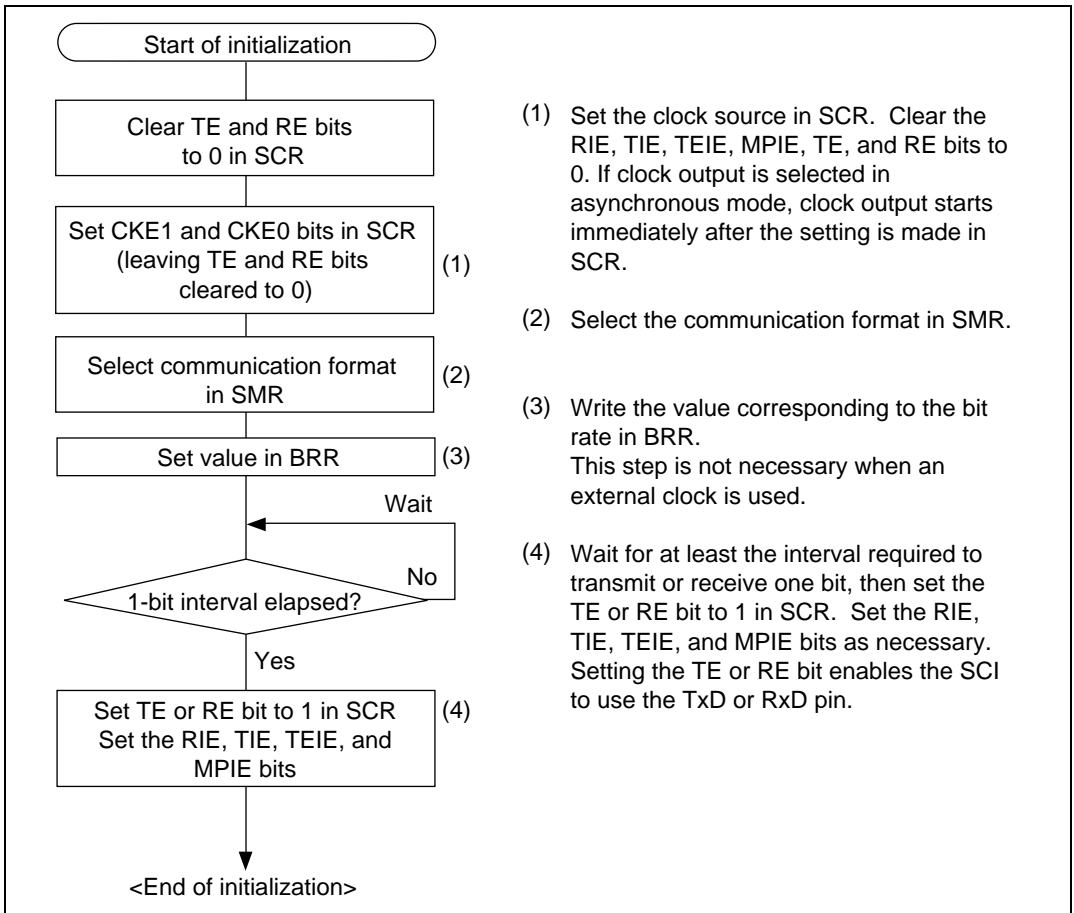 Start of initialization
Clear TE and RE bits
to 0 in SCR
Set CKE1 and CKE0 bits in SCR
(leaving TE and RE bits
cleared to 0)
(1)
Select communication format
in SMR
(2)
Set value in BRR
(3)
Wait
No
1-bit interval elapsed?
Yes
Set TE or RE bit to 1 in SCR
Set the RIE, TIE, TEIE, and
MPIE bits
(4)
<End of initialization>
(1) Set the clock source in SCR. Clear the
RIE, TIE, TEIE, MPIE, TE, and RE bits to
0. If clock output is selected in
asynchronous mode, clock output starts
immediately after the setting is made in
SCR.
(2) Select the communication format in SMR.
(3) Write the value corresponding to the bit
rate in BRR.
This step is not necessary when an
external clock is used.
(4) Wait for at least the interval required to
transmit or receive one bit, then set the
TE or RE bit to 1 in SCR. Set the RIE,
TIE, TEIE, and MPIE bits as necessary.
Setting the TE or RE bit enables the SCI
to use the TxD or RxD pin.